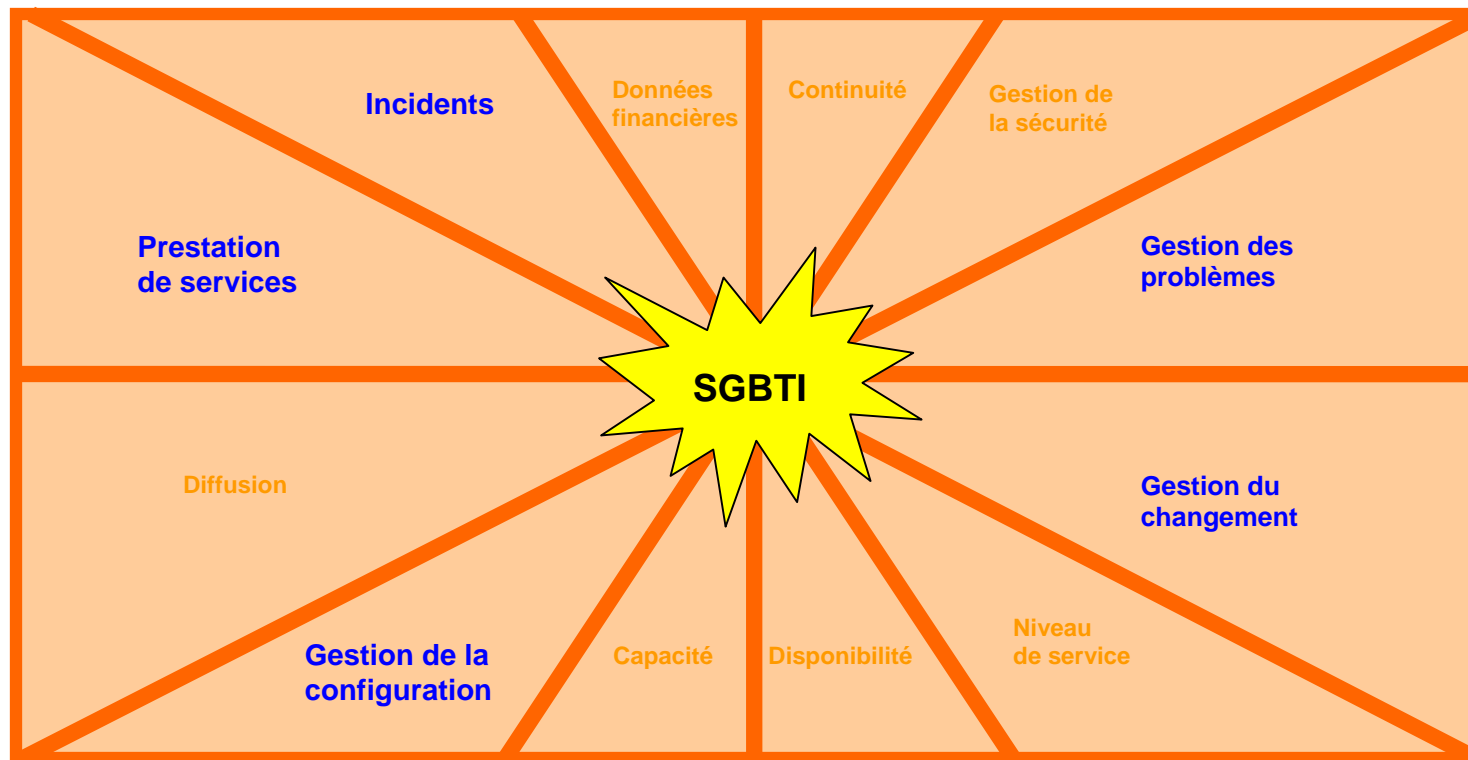 Incidents
Données
financières
Continuité
Gestion de
la sécurité
Prestation
de services
Gestion des
problèmes
SGBTI
Diffusion
Gestion du
changement
Gestion de la
configuration
Capacité
Disponibilité
Niveau
de service